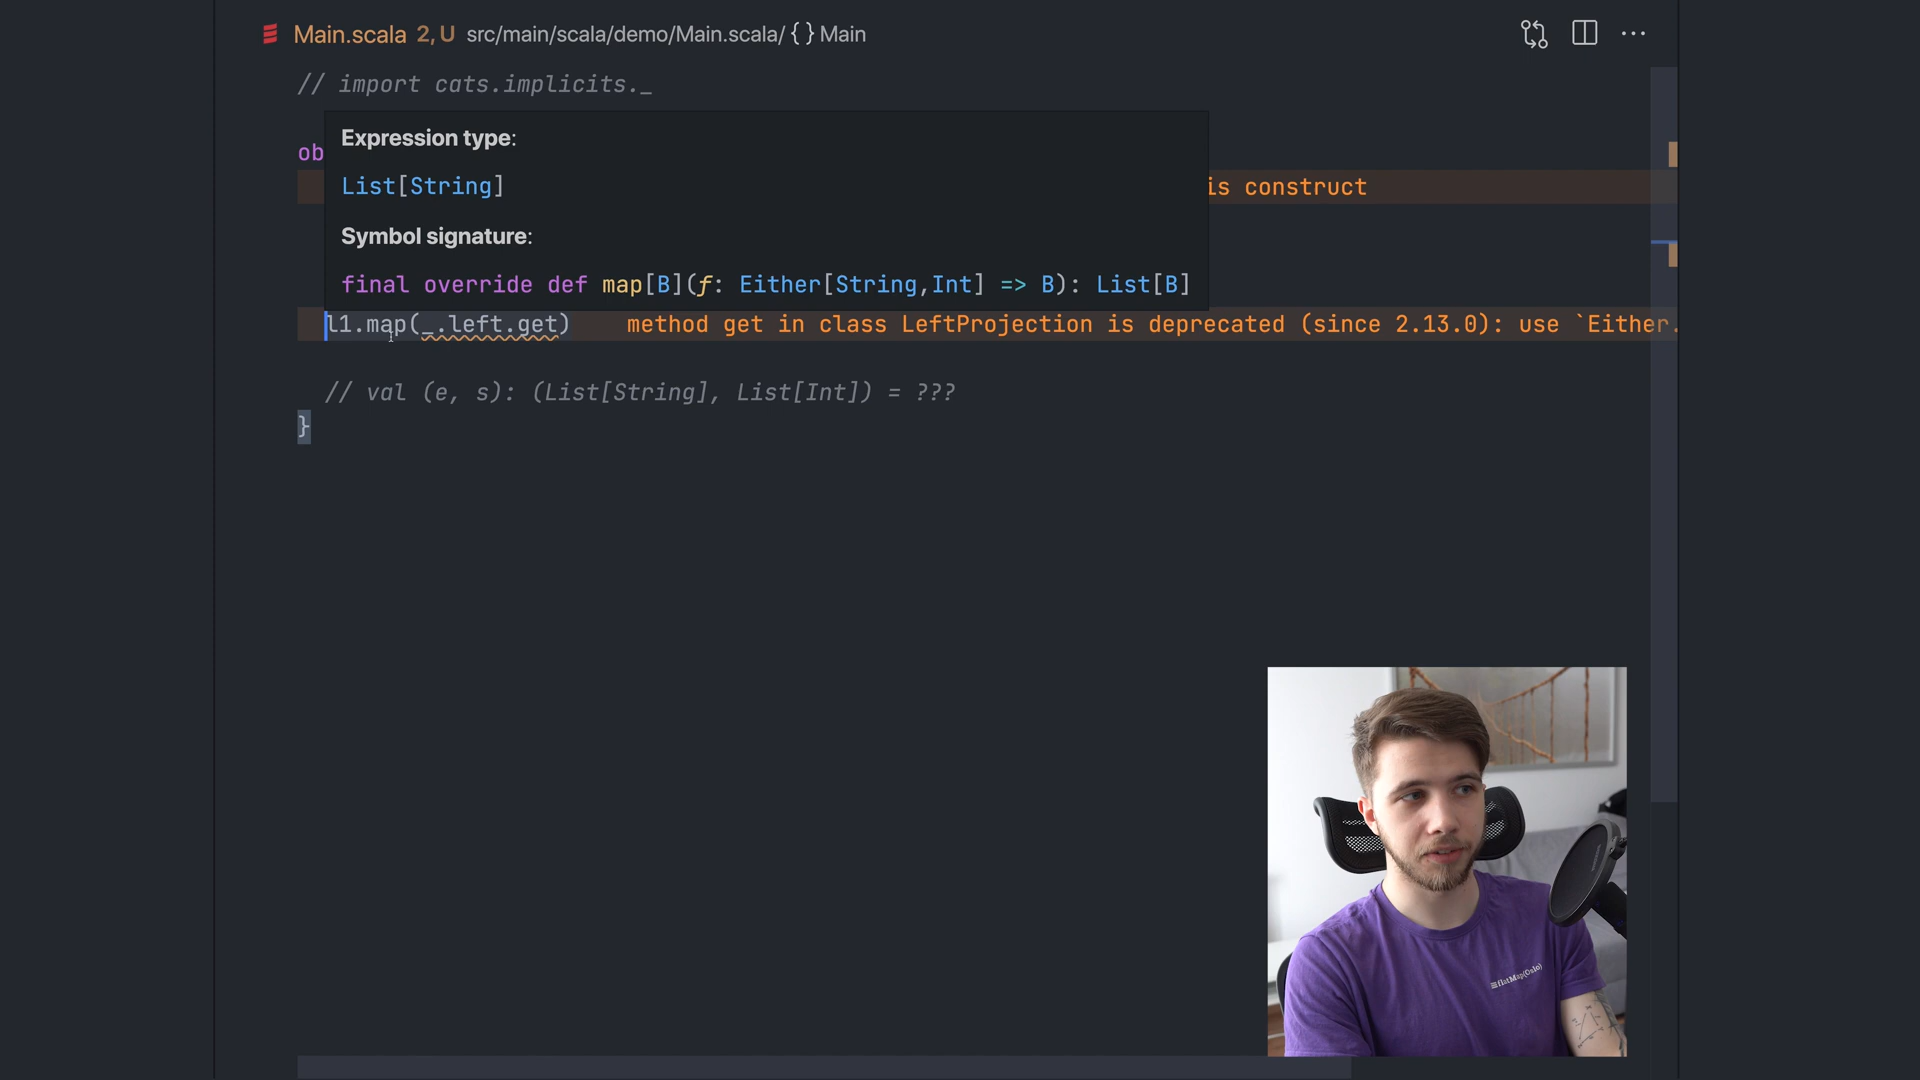 Main.scala 2, U src/main/scala/demo/Main.scala/ {} Main
// import cats.implicits._
Expression type:
ob
List[String]
is construct
Symbol signature:
final override def map[B](f: Either[String,Int] => B): List[B]
l1.map(_.left.get) method get in class LeftProjection is deprecated (since 2.13.0): use `Either.
// val (e, s): (List[String], List[Int]) = ???
}
flatMap(Oslo)